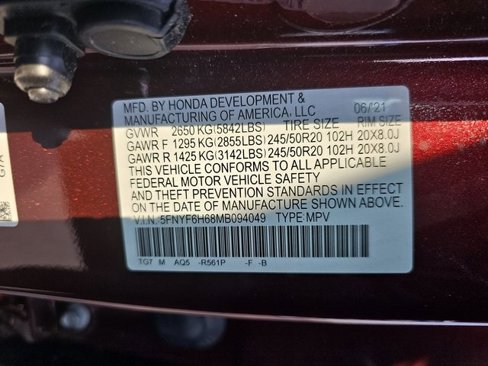 MFD. BY HONDA DEVELOPMENT &
MANUFACTURING OF AMERICA, LLC 06/21
GVWR 2650 KG (5842LBS) TIRE SIZE RIM SIZE
GAWR F 1295 KG (2855LBS) 245/50R20 102H 20X8.0J
GAWR R 1425 KG (3142LBS) 245/50R20 102H 20X8.0J
THIS VEHICLE CONFORMS TO ALL APPLICABLE
FEDERAL MOTOR VEHICLE SAFETY
AND THEFT PREVENTION STANDARDS IN EFFECT
ON THE DATE OF MANUFACTURE SHOWN ABOVE.
V.I.N. 5FNYF6H68MB094049 TYPE MPV
TG7 M AQ5 -R561P -F -B
G/A